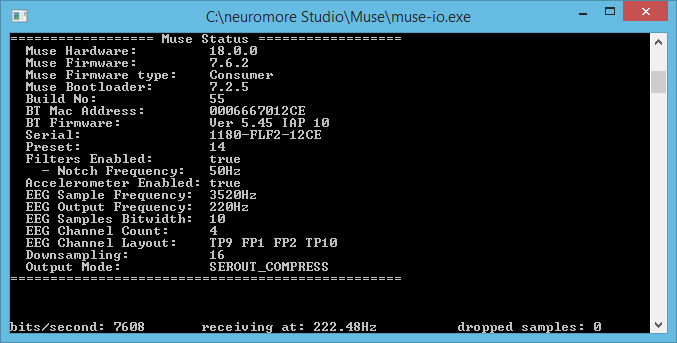 C:\neuromore Studio\Muse\muse-io.exe
================= Muse Status =================
Muse Hardware: 18.0.0
Muse Firmware: 7.6.2
Muse Firmware type: Consumer
Muse Bootloader: 7.2.5
Build No: 55
BT Mac Address: 0006667012CE
BT Firmware: Ver 5.45 IAP 10
Serial: 1180-FLF2-12CE
Preset: 14
Filters Enabled: true
- Notch Frequency: 50Hz
Accelerometer Enabled: true
EEG Sample Frequency: 3520Hz
EEG Output Frequency: 220Hz
EEG Samples Bitwidth: 10
EEG Channel Count: 4
EEG Channel Layout: TP9 FP1 FP2 TP10
Downsampling: 16
Output Mode: SEROUT_COMPRESS
===============================================
bits/second: 7608 receiving at: 222.48Hz dropped samples: 0